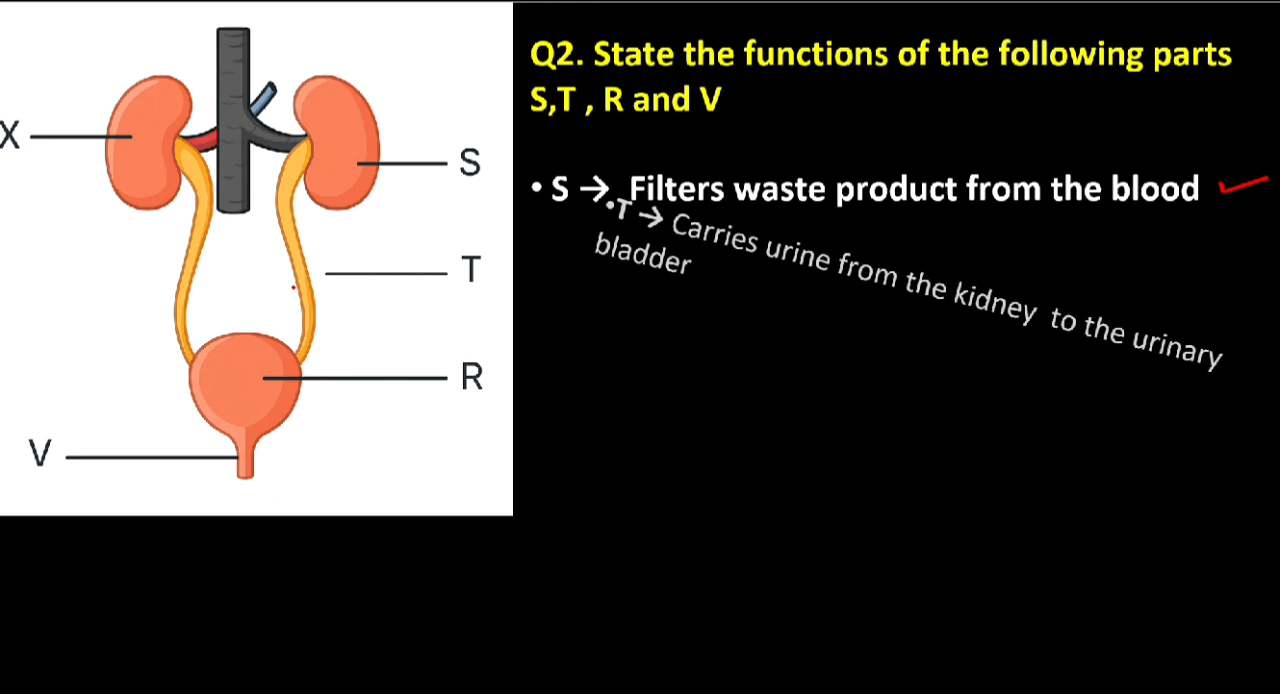 Q2. State the functions of the following parts
S,T , R and V
X
S
• S → Filters waste product from the blood
•T → Carries urine from the kidney to the urinary
bladder
T
R
V